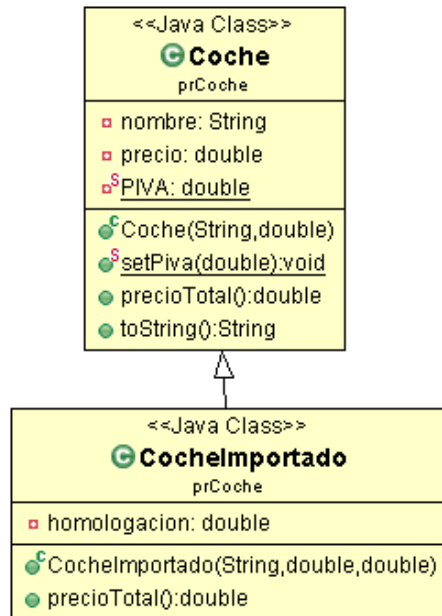 <<Java Class>>
Coche
prCoche
nombre: String
precio: double
PIVA: double
Coche(String,double)
setPiva(double):void
precioTotal():double
toString():String
<<Java Class>>
CocheImportado
prCoche
homologacion: double
CocheImportado(String,double,double)
precioTotal():double